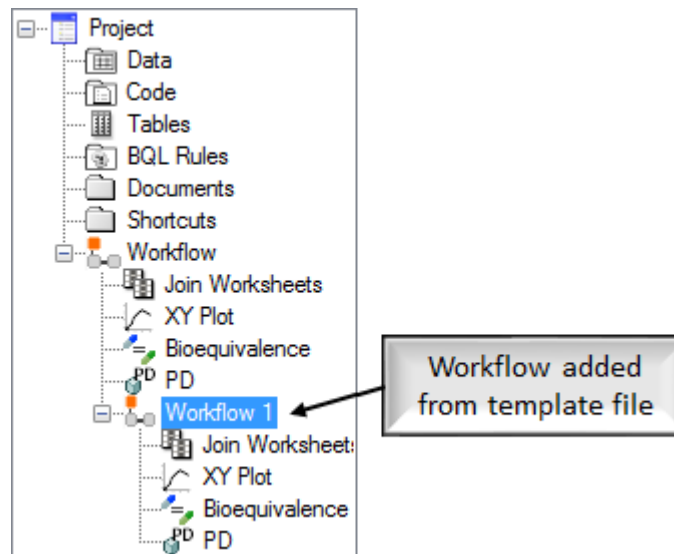 Project
Data
Code
Tables
BQL Rules
Documents
Shortcuts
Workflow
Join Worksheets
XY Plot
Bioequivalence
PD PD
Workflow 1
Workflow added
from template file
Join Worksheet
XY Plot
Bioequivalence
PD PD